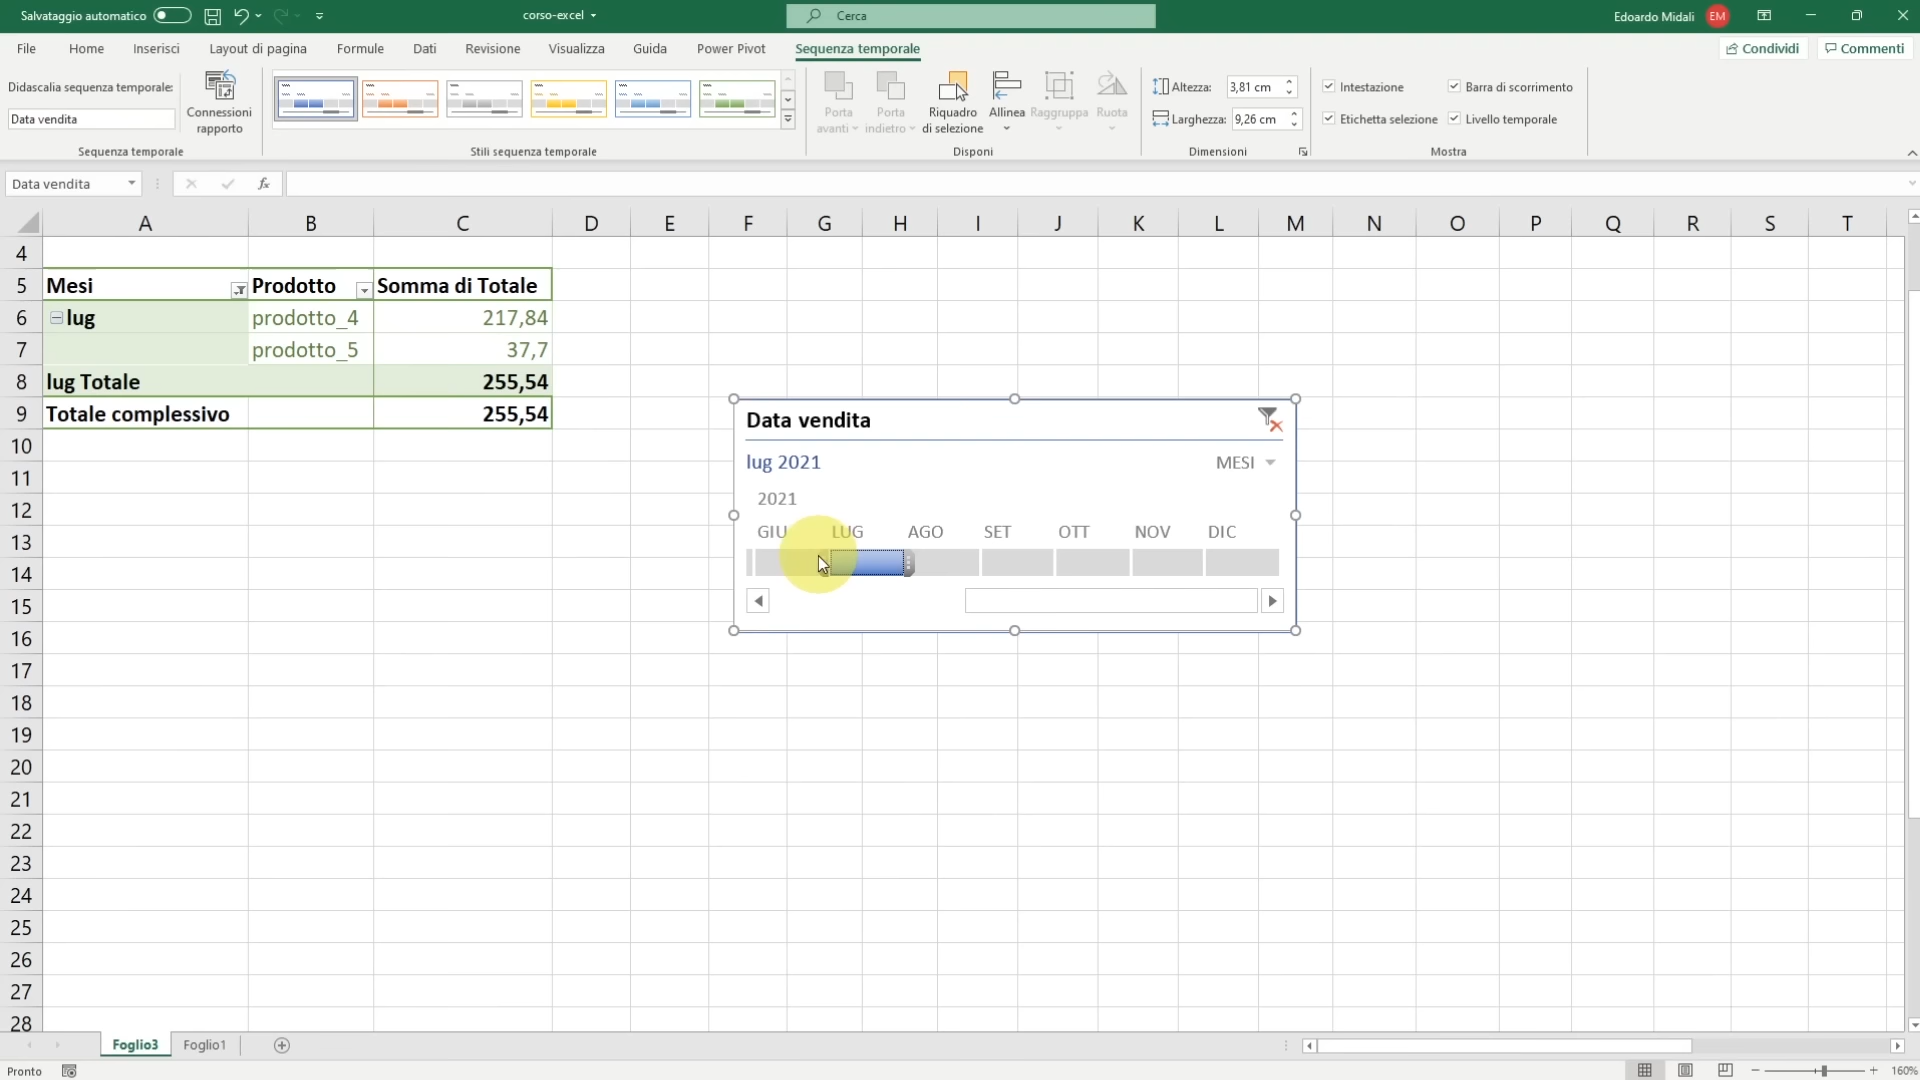 Salvataggio automatico
corso-excel
Cerca
Edoardo Midali
EM
File Home Inserisci Layout di pagina Formule Dati Revisione Visualizza Guida Power Pivot Sequenza temporale
Condividi
Commenti
Didascalia sequenza temporale:
Data vendita
Connessioni rapporto
Sequenza temporale
Stili sequenza temporale
Porta avanti
Porta indietro
Riquadro di selezione
Allinea
Raggruppa
Ruota
Disponi
Altezza: 3,81 cm
Larghezza: 9,26 cm
Dimensioni
Intestazione
Barra di scorrimento
Etichetta selezione
Livello temporale
Mostra
Data vendita
fx
A B C D E F G H I J K L M N O P Q R S T
4
5 Mesi Prodotto Somma di Totale
6 lug prodotto_4 217,84
7 prodotto_5 37,7
8 lug Totale 255,54
9 Totale complessivo 255,54
10
11
12
13
14
15
16
17
18
19
20
21
22
23
24
25
26
27
28
Data vendita
lug 2021
MESI
2021
GIU LUG AGO SET OTT NOV DIC
Foglio3 Foglio1
Pronto
160%